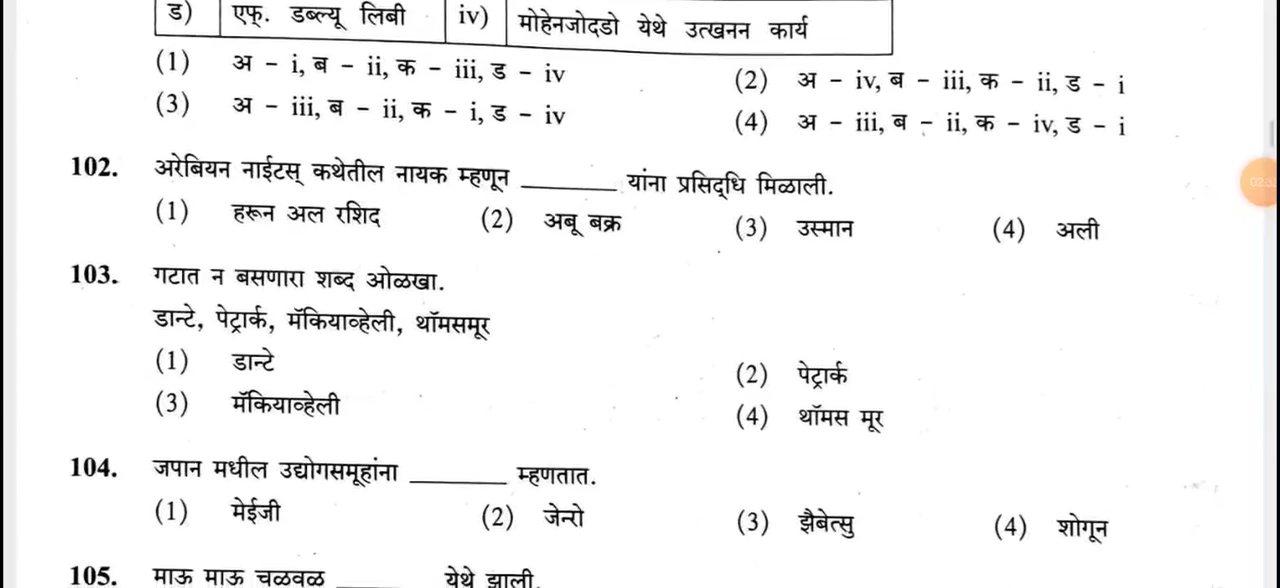 ड) एफ्. डब्ल्यू लिबी iv) मोहेनजोदडो येथे उत्खनन कार्य
(1) अ – i, ब – ii, क – iii, ड – iv (2) अ – iv, ब – iii, क – ii, ड – i
(3) अ – iii, ब – ii, क – i, ड – iv (4) अ – iii, ब – ii, क – iv, ड – i
102. अरेबियन नाईटस् कथेतील नायक म्हणून ________ यांना प्रसिद्धि मिळाली.
(1) हरून अल रशिद (2) अबू बक्र (3) उस्मान (4) अली
103. गटात न बसणारा शब्द ओळखा.
डान्टे, पेट्रार्क, मॅकियाव्हेली, थॉमसमूर
(1) डान्टे (2) पेट्रार्क
(3) मॅकियाव्हेली (4) थॉमस मूर
104. जपान मधील उद्योगसमूहांना ________ म्हणतात.
(1) मेईजी (2) जेन्रो (3) झैबेत्सु (4) शोगून
105. माऊ माऊ चळवळ ______ येथे झाली.